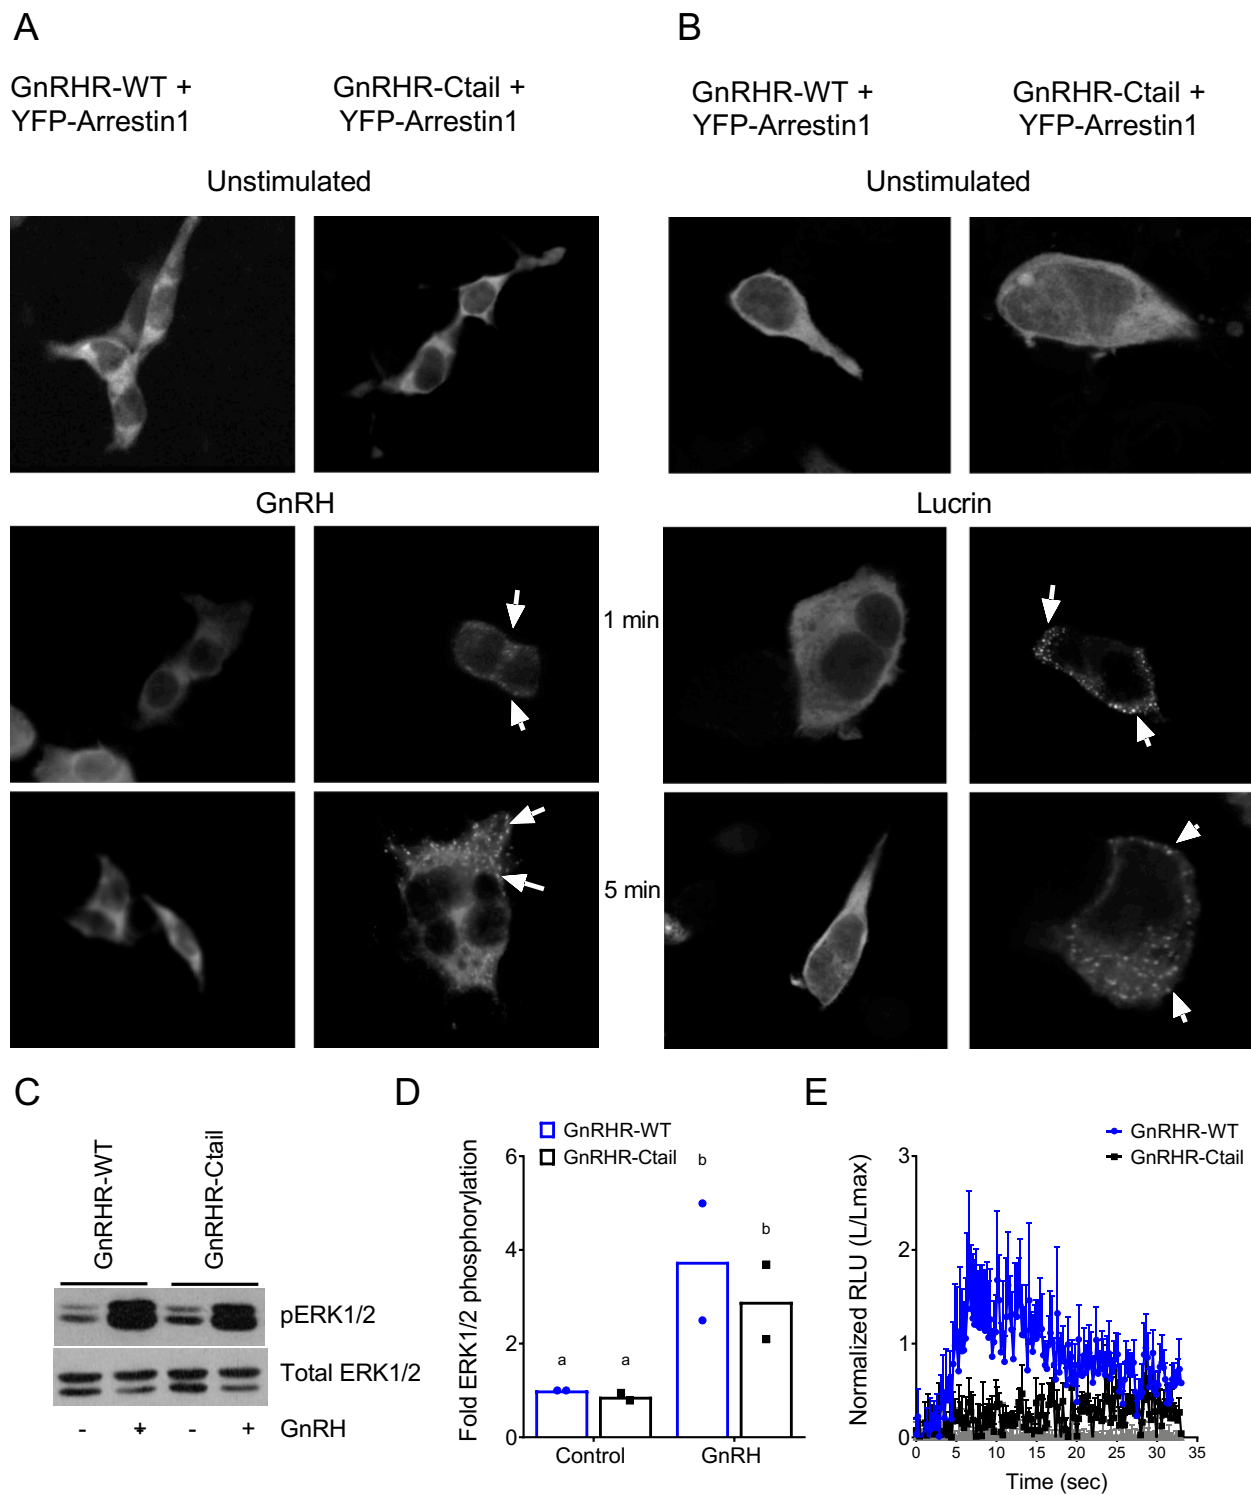 A
B
GnRHR-WT +
YFP-Arrestin1
GnRHR-Ctail +
YFP-Arrestin1
GnRHR-WT +
YFP-Arrestin1
GnRHR-Ctail +
YFP-Arrestin1
Unstimulated
Unstimulated
GnRH
Lucrin
1 min
5 min
C
D
E
GnRHR-WT
GnRHR-Ctail
pERK1/2
Total ERK1/2
- + - + GnRH
GnRHR-WT
GnRHR-Ctail
Fold ERK1/2 phosphorylation
6
4
2
0
a
a
b
b
Control
GnRH
GnRHR-WT
GnRHR-Ctail
Normalized RLU (L/Lmax)
3
2
1
0
0 5 10 15 20 25 30 35
Time (sec)